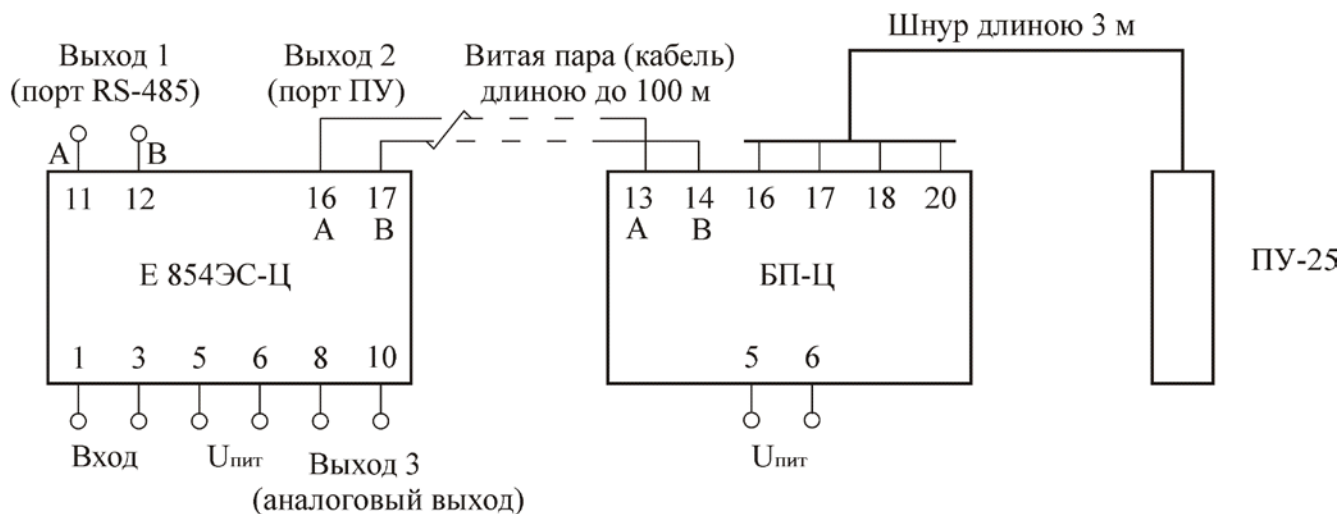 Шнур длиною 3 м
Выход 1
(порт RS-485)
Выход 2
(порт ПУ)
Витая пара (кабель)
длиною до 100 м
A B
11 12 16 17
A B
Е 854ЭС-Ц
1 3 5 6 8 10
Вход
Uпит
Выход 3
(аналоговый выход)
13 14 16 17 18 20
A B
БП-Ц
5 6
Uпит
ПУ-25